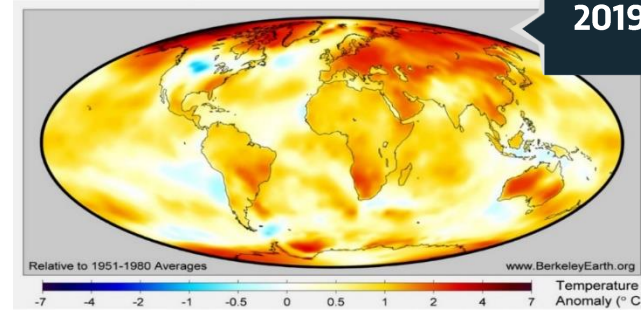 2019
Relative to 1951-1980 Averages
www.BerkeleyEarth.org
-7 -4 -2 -1 -0.5 0 0.5 1 2 4 7
Temperature
Anomaly (° C